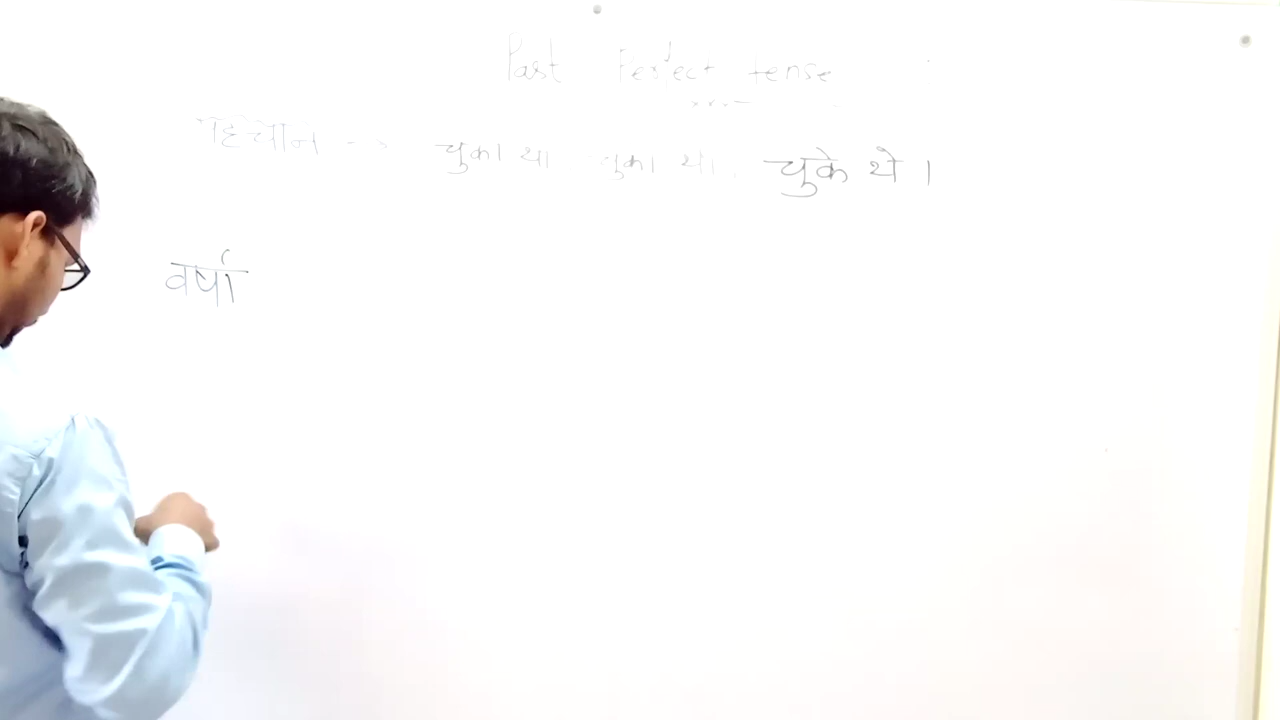 Past Perfect tense
पहचान --> चुका था चुका था, चुके थे ।
वर्षा